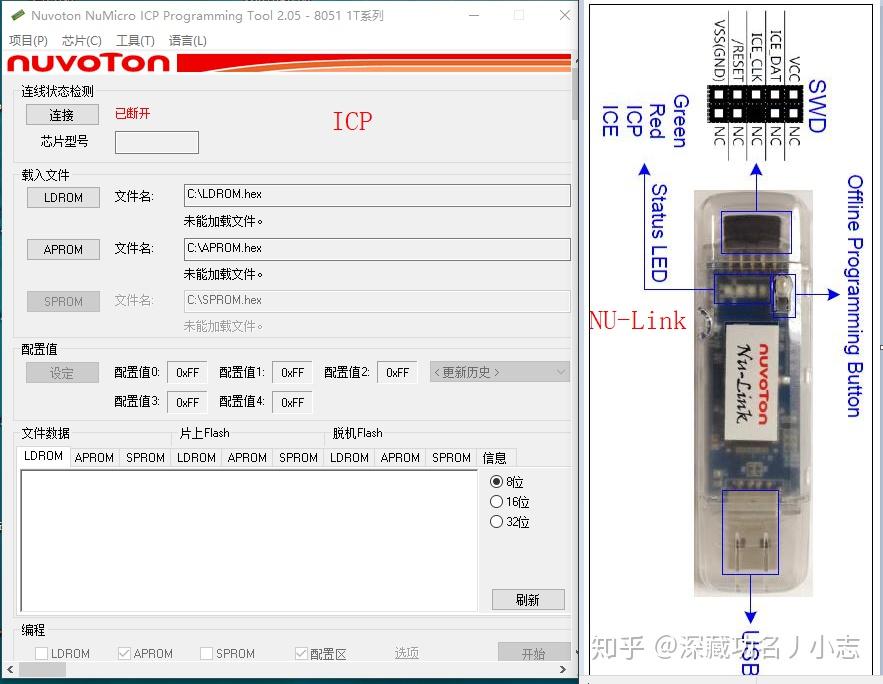 Nuvoton NuMicro ICP Programming Tool 2.05 - 8051 1T系列
项目(P) 芯片(C) 工具(T) 语言(L)
nuvoTon
连线状态检测
连接 已断开
ICP
芯片型号
载入文件
LDROM 文件名: C:\LDROM.hex
未能加载文件。
APROM 文件名: C:\APROM.hex
未能加载文件。
SPROM 文件名: C:\SPROM.hex
未能加载文件。
配置值
设定 配置值0: 0xFF 配置值1: 0xFF 配置值2: 0xFF <更新历史>
配置值3: 0xFF 配置值4: 0xFF
文件数据 片上Flash 脱机Flash
LDROM APROM SPROM LDROM APROM SPROM LDROM APROM SPROM 信息
8位
16位
32位
刷新
编程
LDROM APROM SPROM 配置区 选项 开始
VCC
ICE_DAT
ICE_CLK
/RESET
VSS(GND)
NC
NC
NC
NC
NC
SWD
Green
Red
ICP
ICE
Status LED
Offline Programming Button
NU-Link
nuvoTon
Nu-Link
USB
知乎 @深藏功名丿小志